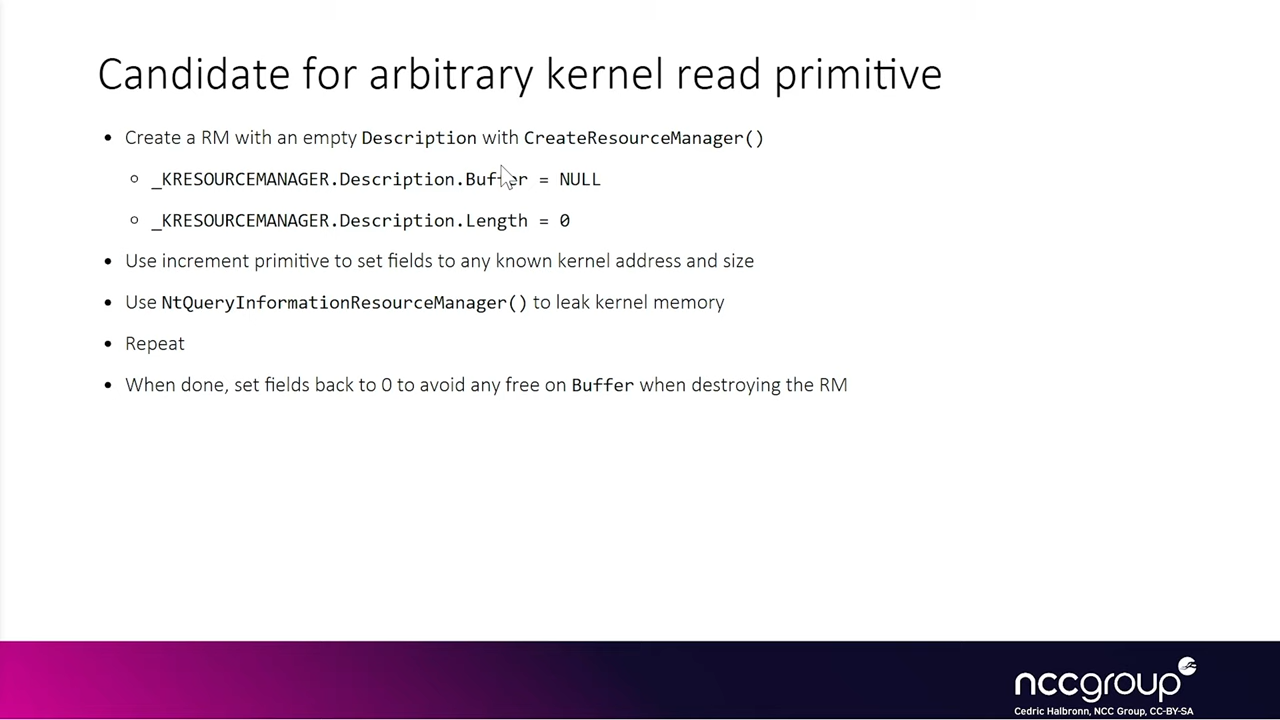 Candidate for arbitrary kernel read primitive
• Create a RM with an empty Description with CreateResourceManager()
○ _KRESOURCEMANAGER.Description.Buffer = NULL
○ _KRESOURCEMANAGER.Description.Length = 0
• Use increment primitive to set fields to any known kernel address and size
• Use NtQueryInformationResourceManager() to leak kernel memory
• Repeat
• When done, set fields back to 0 to avoid any free on Buffer when destroying the RM
nccgroup
Cedric Halbronn, NCC Group, CC-BY-SA